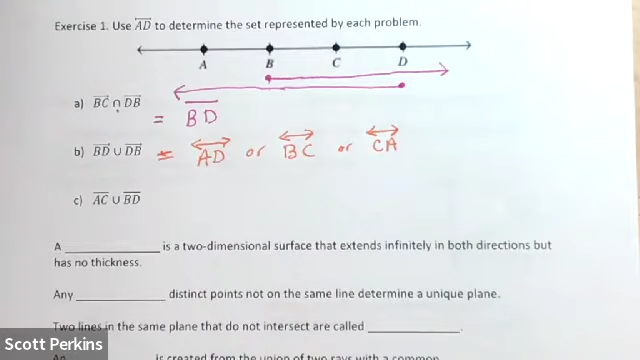 Exercise 1. Use AD to determine the set represented by each problem.
A B C D
a) BC ∩ DB
= BD
b) BD ∪ DB = AD or BC or CA
c) AC ∪ BD
A ____________ is a two-dimensional surface that extends infinitely in both directions but
has no thickness.
Any ____________ distinct points not on the same line determine a unique plane.
Two lines in the same plane that do not intersect are called ____________.
is created from the union of two rays with a common
Scott Perkins